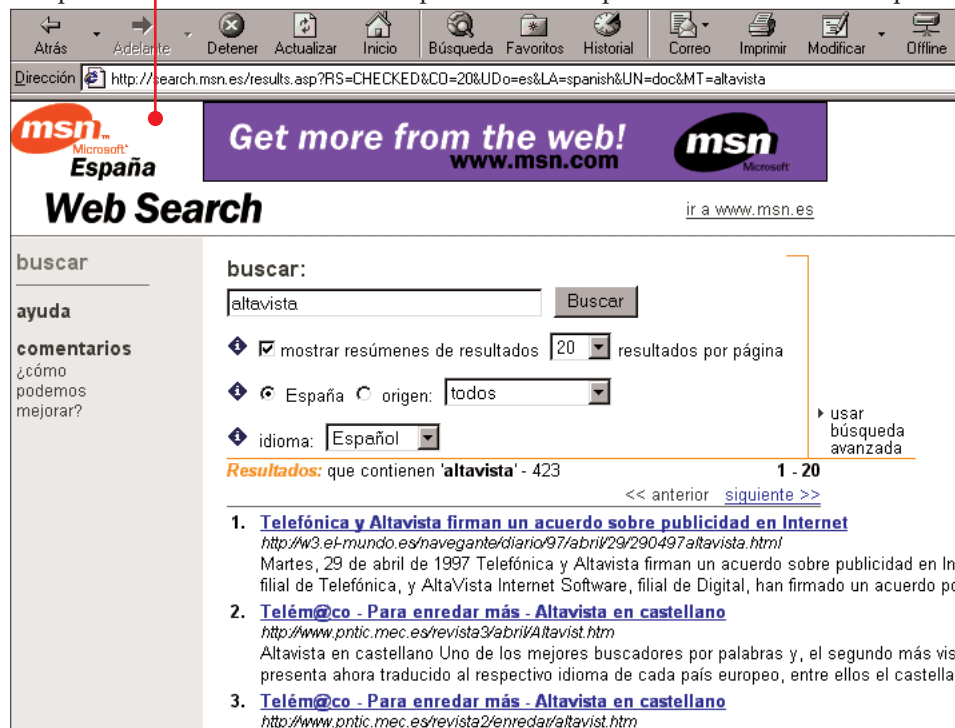 Atrás Adelante Detener Actualizar Inicio Búsqueda Favoritos Historial Correo Imprimir Modificar Offline
Dirección http://search.msn.es/results.asp?RS=CHECKED&CO=20&UDo=es&LA=spanish&UN=doc&MT=altavista
msn™
Microsoft
España
Get more from the web!
www.msn.com
msn
Microsoft
Web Search
ir a www.msn.es
buscar
ayuda
comentarios
¿cómo
podemos
mejorar?
buscar:
altavista Buscar
mostrar resúmenes de resultados 20 resultados por página
España origen: todos
idioma: Español
usar
búsqueda
avanzada
Resultados: que contienen 'altavista' - 423 1 - 20
<< anterior siguiente >>
1. Telefónica y Altavista firman un acuerdo sobre publicidad en Internet
http://w3.el-mundo.es/navegante/diario/97/abril/29/290497altavista.html
Martes, 29 de abril de 1997 Telefónica y Altavista firman un acuerdo sobre publicidad en In
filial de Telefónica, y AltaVista Internet Software, filial de Digital, han firmado un acuerdo po
2. Telém@co - Para enredar más - Altavista en castellano
http://www.pntic.mec.es/revista3/abril/Altavist.htm
Altavista en castellano Uno de los mejores buscadores por palabras y, el segundo más vis
presenta ahora traducido al respectivo idioma de cada país europeo, entre ellos el castella
3. Telém@co - Para enredar más - Altavista en castellano
http://www.pntic.mec.es/revista2/enredar/altavist.htm